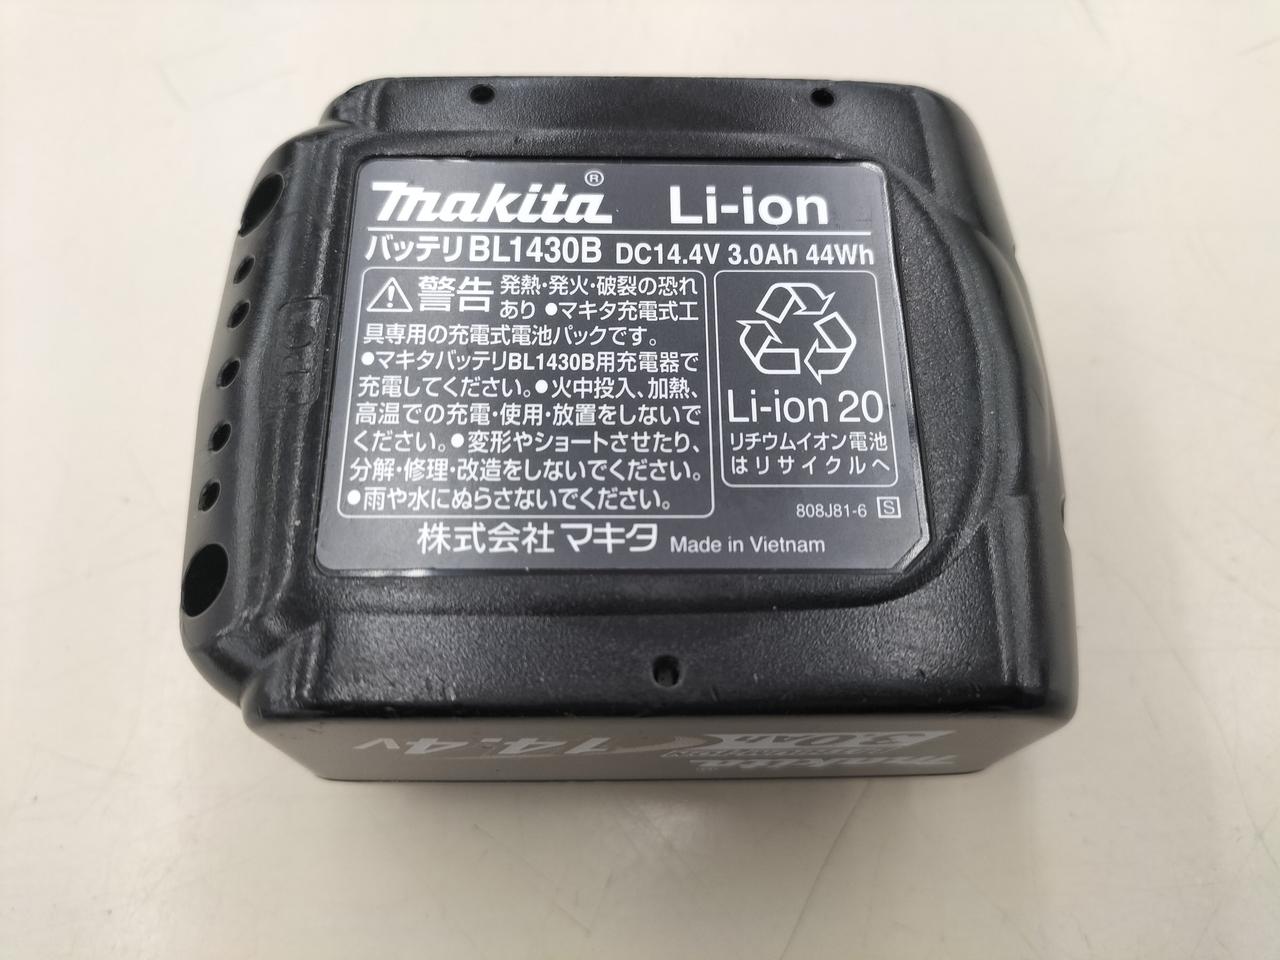 makita® Li-ion
バッテリ BL1430B DC14.4V 3.0Ah 44Wh
警告 発熱・発火・破裂の恐れ
あり ●マキタ充電式工
具専用の充電式電池パックです。
●マキタバッテリBL1430B用充電器で
充電してください。●火中投入、加熱、
高温での充電・使用・放置をしないで
ください。●変形やショートさせたり、
分解・修理・改造をしないでください。
●雨や水にぬらさないでください。
Li-ion 20
リチウムイオン電池
はリサイクルへ
808J81-6 S
株式会社マキタ Made in Vietnam
makita®
3.0Ah
14.4V